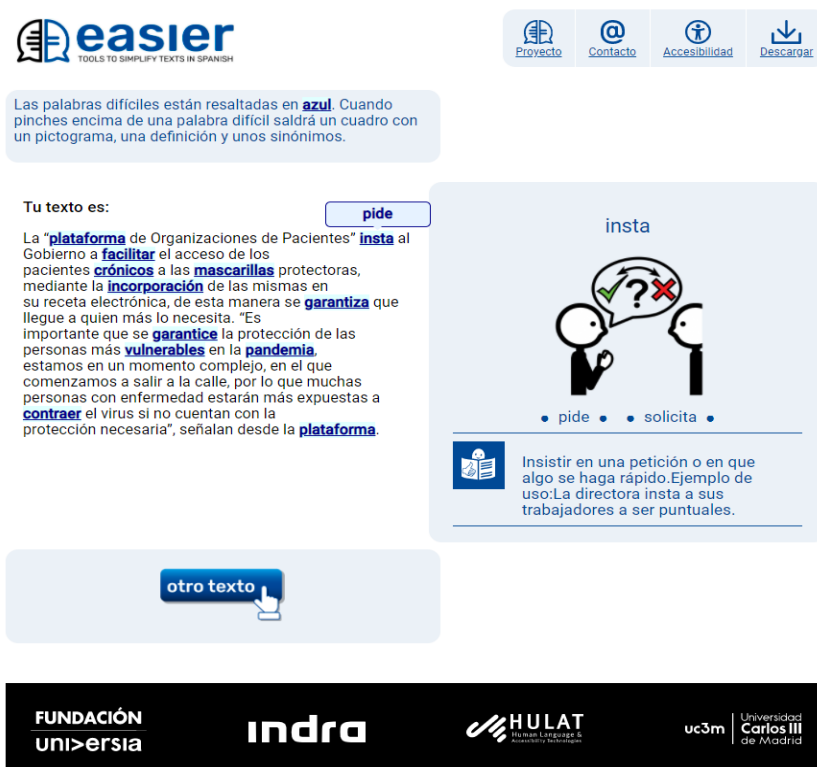 easier
TOOLS TO SIMPLIFY TEXTS IN SPANISH
Proyecto
Contacto
Accesibilidad
Descargar
Las palabras difíciles están resaltadas en azul. Cuando
pinches encima de una palabra difícil saldrá un cuadro con
un pictograma, una definición y unos sinónimos.
Tu texto es:
pide
La “plataforma de Organizaciones de Pacientes” insta al
Gobierno a facilitar el acceso de los
pacientes crónicos a las mascarillas protectoras,
mediante la incorporación de las mismas en
su receta electrónica, de esta manera se garantiza que
llegue a quien más lo necesita. “Es
importante que se garantice la protección de las
personas más vulnerables en la pandemia,
estamos en un momento complejo, en el que
comenzamos a salir a la calle, por lo que muchas
personas con enfermedad estarán más expuestas a
contraer el virus si no cuentan con la
protección necesaria”, señalan desde la plataforma.
insta
?
• pide • • solicita •
Insistir en una petición o en que
algo se haga rápido.Ejemplo de
uso:La directora insta a sus
trabajadores a ser puntuales.
otro texto
FUNDACIÓN
UNI>ersia
indra
HULAT
Human Language &
Accessibility Technologies
uc3m
Universidad
Carlos III
de Madrid